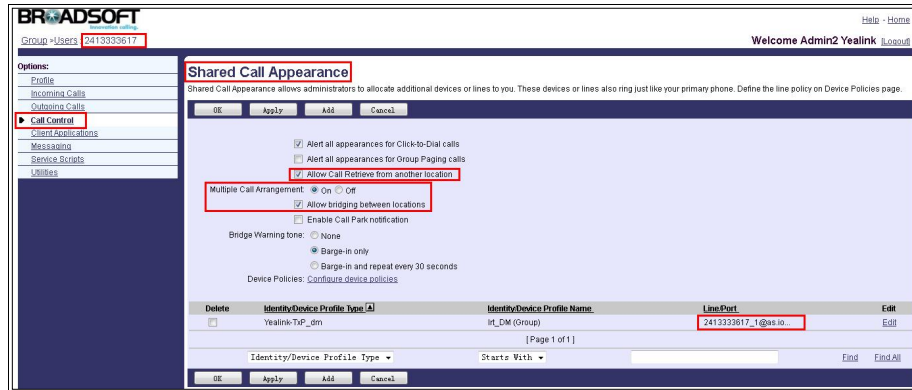 BROADSOFT
innovation calling.
Help - Home
Group >Users : 2413333617
Welcome Admin2 Yealink [Logout]
Options:
Profile
Incoming Calls
Outgoing Calls
Call Control
Client Applications
Messaging
Service Scripts
Utilities
Shared Call Appearance
Shared Call Appearance allows administrators to allocate additional devices or lines to you. These devices or lines also ring just like your primary phone. Define the line policy on Device Policies page.
OK Apply Add Cancel
Alert all appearances for Click-to-Dial calls
Alert all appearances for Group Paging calls
Allow Call Retrieve from another location
Multiple Call Arrangement: On Off
Allow bridging between locations
Enable Call Park notification
Bridge Warning tone: None
Barge-in only
Barge-in and repeat every 30 seconds
Device Policies: Configure device policies
Delete Identity/Device Profile Type Identity/Device Profile Name Line/Port Edit
Yealink-TxP_dm lrt_DM (Group) 2413333617_1@as.io... Edit
[ Page 1 of 1 ]
Identity/Device Profile Type Starts With Find Find All
OK Apply Add Cancel